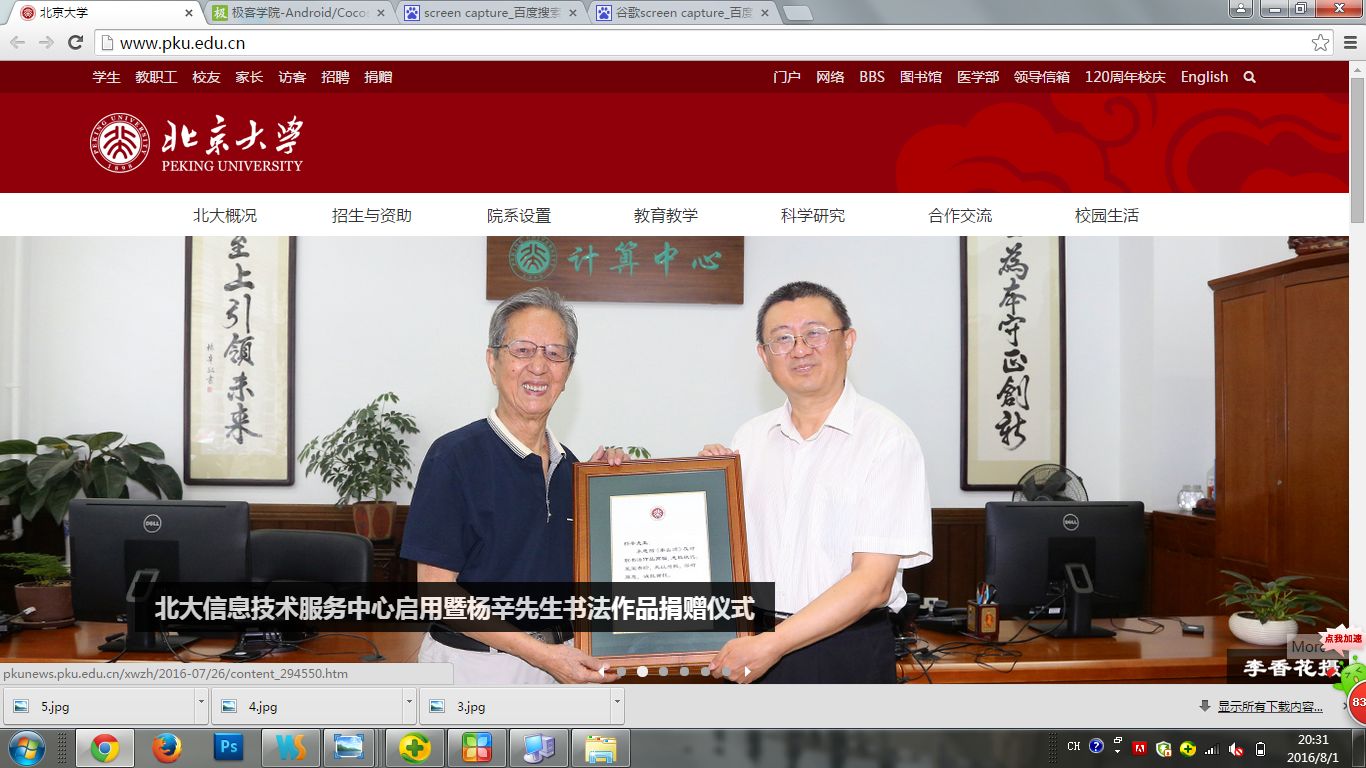 北京大学
极客学院-Android/Coco
screen capture_百度搜索
谷歌screen capture_百度
www.pku.edu.cn
学生 教职工 校友 家长 访客 招聘 捐赠
门户 网络 BBS 图书馆 医学部 领导信箱 120周年校庆 English
PEKING UNIVERSITY 1898
北京大学
PEKING UNIVERSITY
北大概况 招生与资助 院系设置 教育教学 科学研究 合作交流 校园生活
计算中心
至上引领未来
为本守正创新
DELL
DELL
北大信息技术服务中心启用暨杨辛先生书法作品捐赠仪式
点我加速
More
李香花摄
pkunews.pku.edu.cn/xwzh/2016-07/26/content_294550.htm
83
5.jpg
4.jpg
3.jpg
显示所有下载内容...
Ps
WS
CH
20:31
2016/8/1